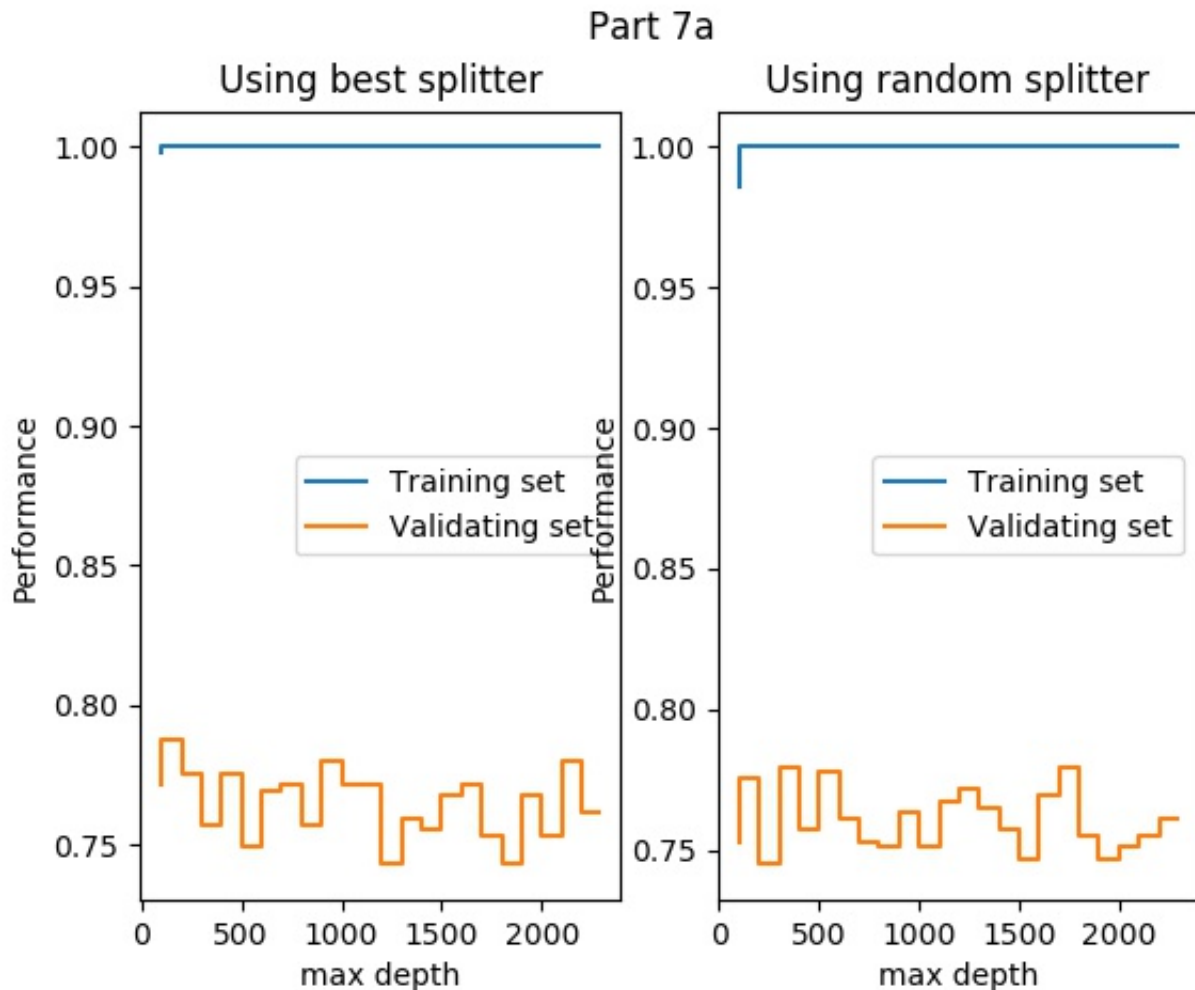 Part 7a
Using best splitter
1.00
0.95
0.90
0.85
0.80
0.75
Performance
Training set
Validating set
0
500
1000
1500
2000
max depth
Using random splitter
1.00
0.95
0.90
0.85
0.80
0.75
Performance
Training set
Validating set
0
500
1000
1500
2000
max depth